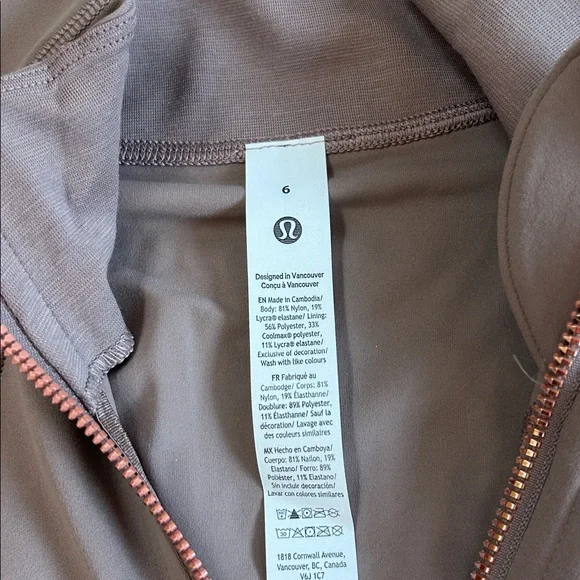 6
Designed in Vancouver
Conçu à Vancouver
EN Made in Cambodia/
Body: 81% Nylon, 19%
Lycra® elastane/ Lining:
56% Polyester, 33%
Coolmax® polyester,
11% Lycra® elastane/
Exclusive of decoration/
Wash with like colours
FR Fabriqué au
Cambodge/ Corps: 81%
Nylon, 19% Élasthanne/
Doublure: 89% Polyester,
11% Élasthanne/ Sauf la
décoration/ Lavage avec
des couleurs similaires
MX Hecho en Camboya/
Cuerpo: 81% Nailon, 19%
Elastano/ Forro: 89%
Poliéster, 11% Elastano/
Sin incluir decoración/
Lavar con colores similares
30
1818 Cornwall Avenue,
Vancouver, BC, Canada
V6J 1C7